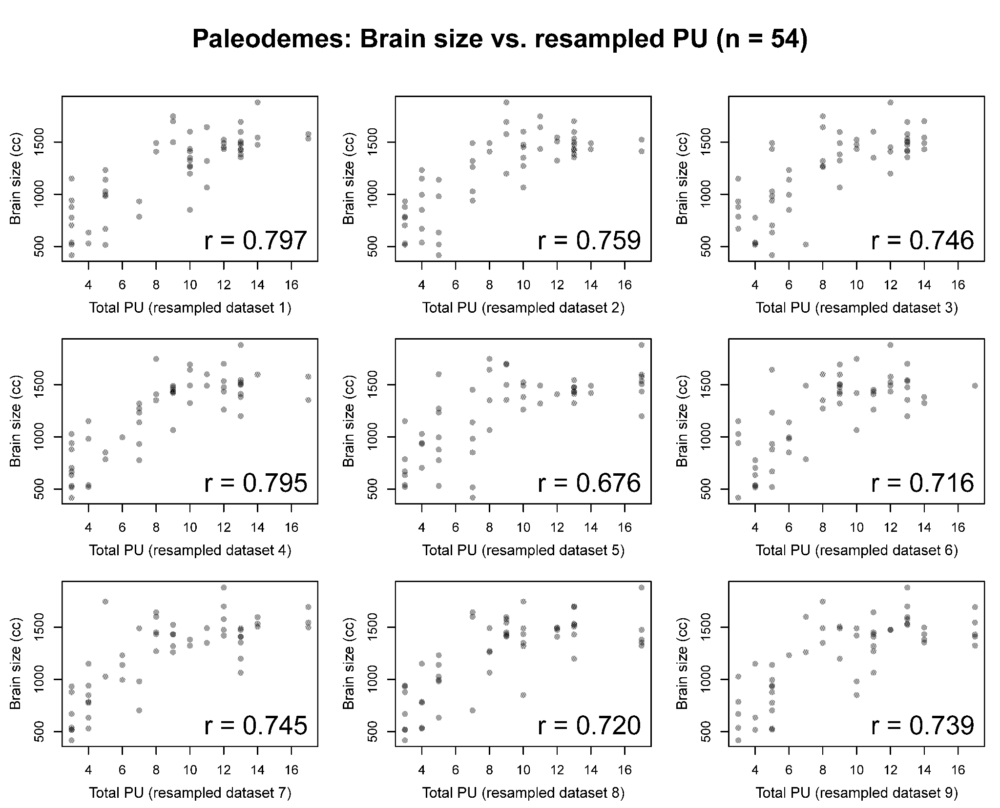 Paleodemes: Brain size vs. resampled PU (n = 54)
Brain size (cc)
500 1000 1500
r = 0.797
4 6 8 10 12 14 16
Total PU (resampled dataset 1)
Brain size (cc)
500 1000 1500
r = 0.759
4 6 8 10 12 14 16
Total PU (resampled dataset 2)
Brain size (cc)
500 1000 1500
r = 0.746
4 6 8 10 12 14 16
Total PU (resampled dataset 3)
Brain size (cc)
500 1000 1500
r = 0.795
4 6 8 10 12 14 16
Total PU (resampled dataset 4)
Brain size (cc)
500 1000 1500
r = 0.676
4 6 8 10 12 14 16
Total PU (resampled dataset 5)
Brain size (cc)
500 1000 1500
r = 0.716
4 6 8 10 12 14 16
Total PU (resampled dataset 6)
Brain size (cc)
500 1000 1500
r = 0.745
4 6 8 10 12 14 16
Total PU (resampled dataset 7)
Brain size (cc)
500 1000 1500
r = 0.720
4 6 8 10 12 14 16
Total PU (resampled dataset 8)
Brain size (cc)
500 1000 1500
r = 0.739
4 6 8 10 12 14 16
Total PU (resampled dataset 9)